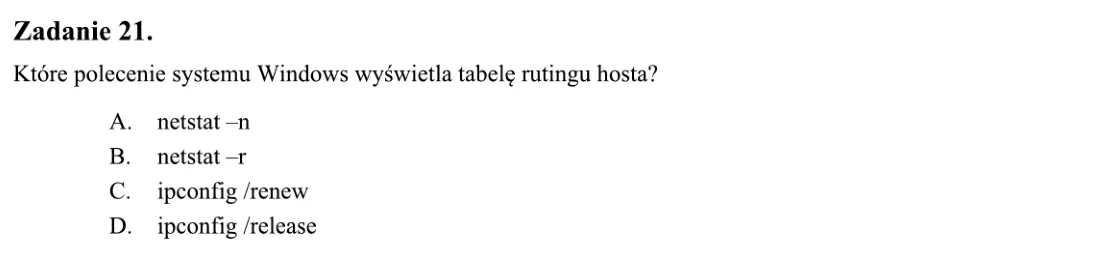 Zadanie 21.
Które polecenie systemu Windows wyświetla tabelę rutingu hosta?
A. netstat –n
B. netstat –r
C. ipconfig /renew
D. ipconfig /release